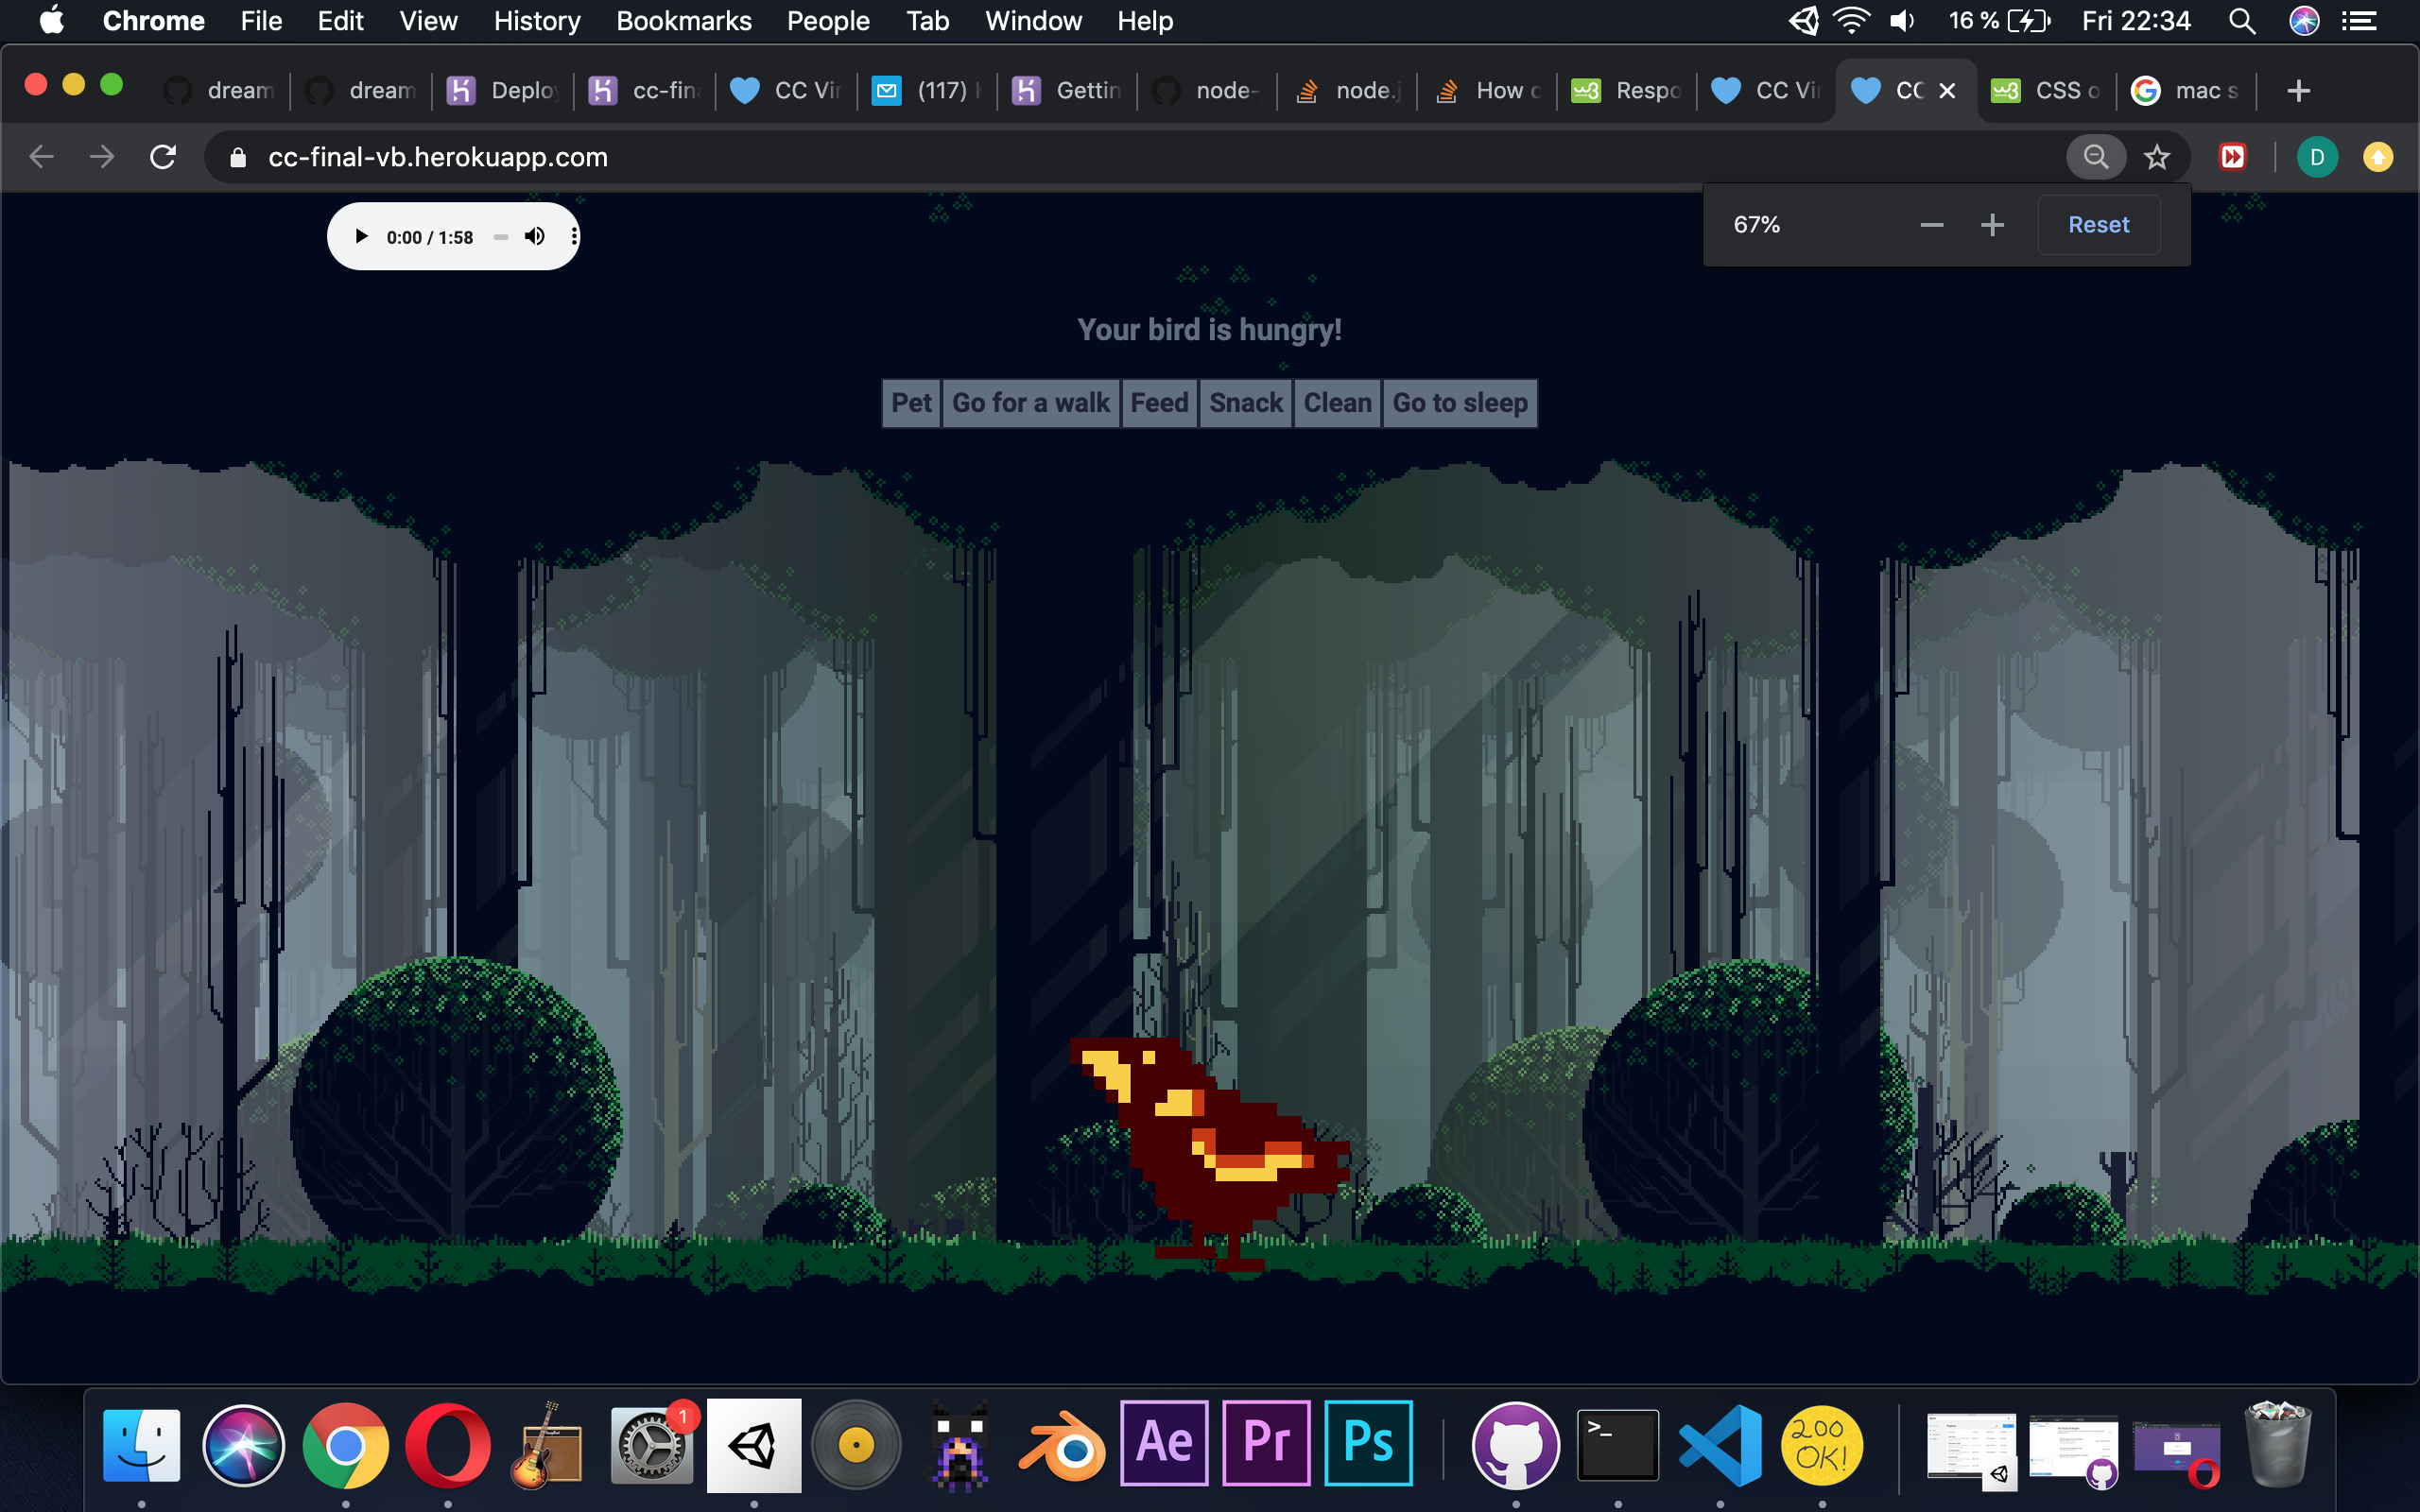 Chrome File Edit View History Bookmarks People Tab Window Help 16 % Fri 22:34
dream dream Deploy cc-fin CC Vir (117) Gettin node- node.j How Respo CC Vi CC CSS o mac s
cc-final-vb.herokuapp.com D
67% Reset
0:00 / 1:58
Your bird is hungry!
Pet Go for a walk Feed Snack Clean Go to sleep
1
>_ Ae Pr Ps 200 OK!